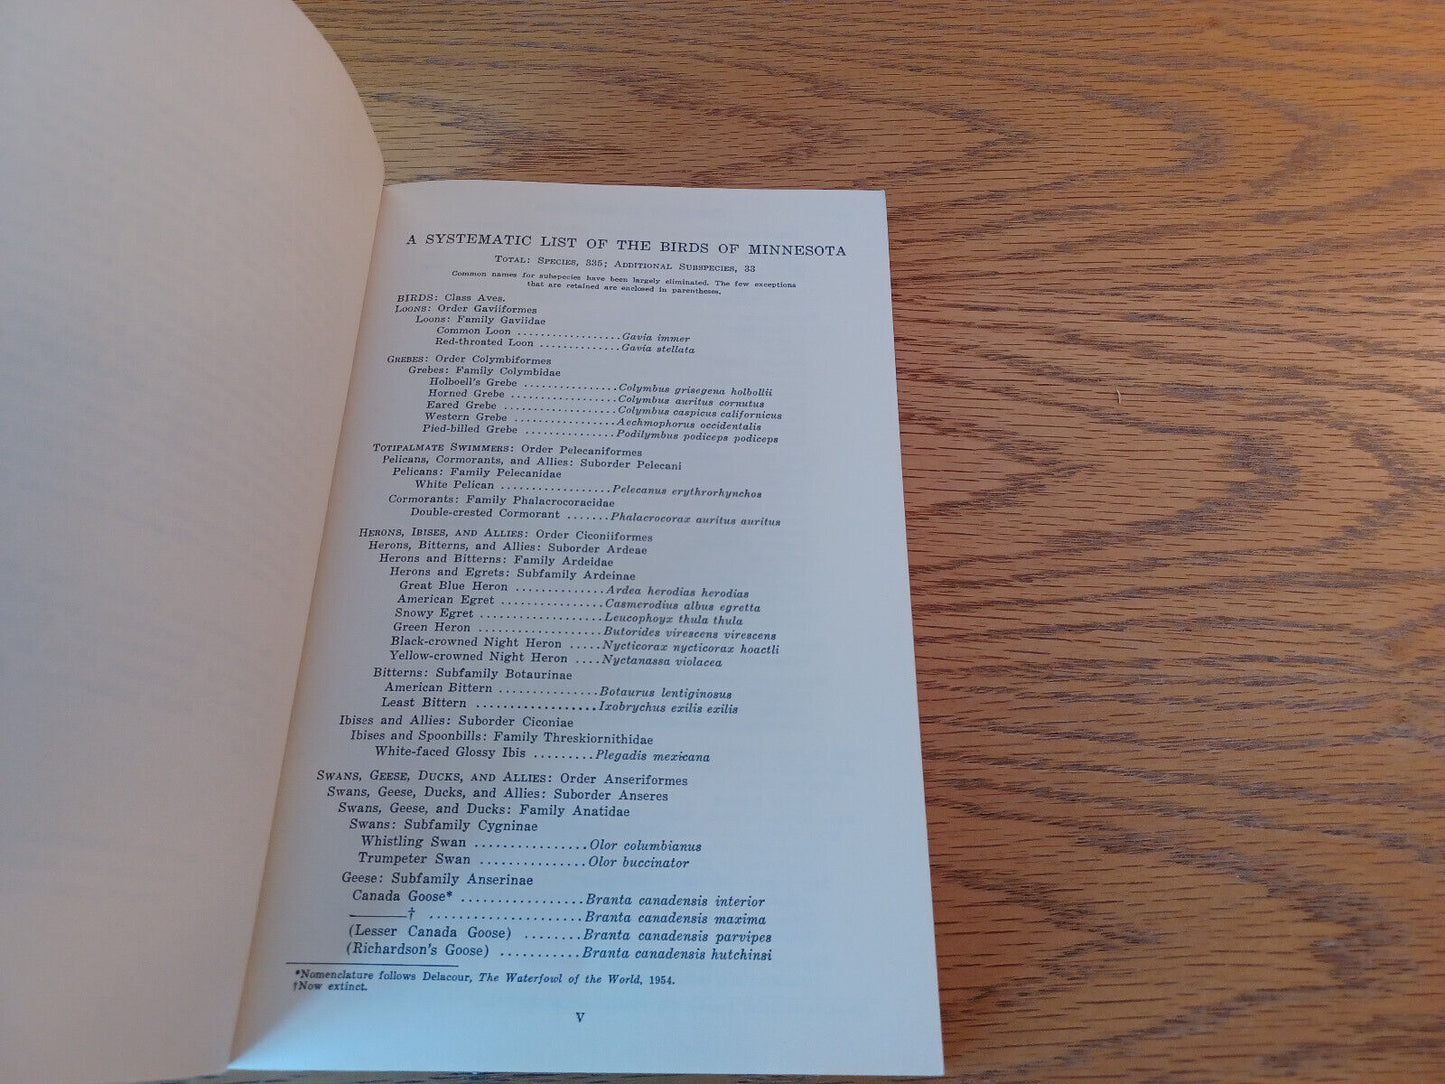 A SYSTEMATIC LIST OF THE BIRDS OF MINNESOTA
TOTAL: SPECIES, 335; ADDITIONAL SUBSPECIES, 33
Common names for subspecies have been largely eliminated. The few exceptions
that are retained are enclosed in parentheses.
BIRDS: Class Aves.
LOONS: Order Gaviiformes
Loons: Family Gaviidae
Common Loon ..................Gavia immer
Red-throated Loon ..............Gavia stellata
GREBES: Order Colymbiformes
Grebes: Family Colymbidae
Holboell's Grebe ................Colymbus grisegena holbollii
Horned Grebe ..................Colymbus auritus cornutus
Eared Grebe ...................Colymbus caspicus californicus
Western Grebe .................Aechmophorus occidentalis
Pied-billed Grebe ...............Podilymbus podiceps podiceps
TOTIPALMATE SWIMMERS: Order Pelecaniformes
Pelicans, Cormorants, and Allies: Suborder Pelecani
Pelicans: Family Pelecanidae
White Pelican ..................Pelecanus erythrorhynchos
Cormorants: Family Phalacrocoracidae
Double-crested Cormorant .......Phalacrocorax auritus auritus
HERONS, IBISES, AND ALLIES: Order Ciconiiformes
Herons, Bitterns, and Allies: Suborder Ardeae
Herons and Bitterns: Family Ardeidae
Herons and Egrets: Subfamily Ardeinae
Great Blue Heron ..............Ardea herodias herodias
American Egret ................Casmerodius albus egretta
Snowy Egret ...................Leucophoyx thula thula
Green Heron ...................Butorides virescens virescens
Black-crowned Night Heron .....Nycticorax nycticorax hoactli
Yellow-crowned Night Heron ....Nyctanassa violacea
Bitterns: Subfamily Botaurinae
American Bittern ...............Botaurus lentiginosus
Least Bittern ..................Ixobrychus exilis exilis
Ibises and Allies: Suborder Ciconiae
Ibises and Spoonbills: Family Threskiornithidae
White-faced Glossy Ibis .........Plegadis mexicana
SWANS, GEESE, DUCKS, AND ALLIES: Order Anseriformes
Swans, Geese, Ducks, and Allies: Suborder Anseres
Swans, Geese, and Ducks: Family Anatidae
Swans: Subfamily Cygninae
Whistling Swan ................Olor columbianus
Trumpeter Swan ...............Olor buccinator
Geese: Subfamily Anserinae
Canada Goose* .................Branta canadensis interior
———† ......................Branta canadensis maxima
(Lesser Canada Goose) ........Branta canadensis parvipes
(Richardson's Goose) ...........Branta canadensis hutchinsi
*Nomenclature follows Delacour, The Waterfowl of the World, 1954.
†Now extinct.
V